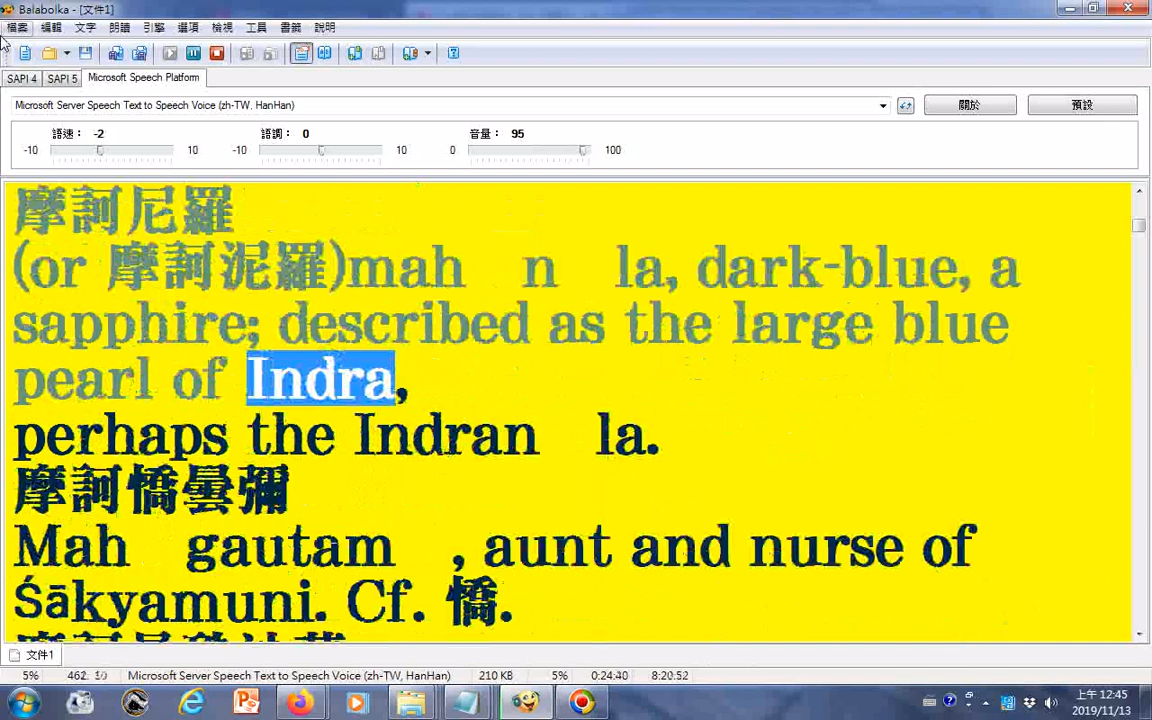 Balabolka - [文件1]
檔案 編輯 文字 朗讀 引擎 選項 檢視 工具 書籤 說明
SAPI 4 SAPI 5 Microsoft Speech Platform
Microsoft Server Speech Text to Speech Voice (zh-TW, HanHan) 關於 預設
語速： -2 語調： 0 音量： 95
-10 10 -10 10 0 100
摩訶尼羅
(or 摩訶泥羅)mah n la, dark-blue, a
sapphire; described as the large blue
pearl of Indra,
perhaps the Indran la.
摩訶憍曇彌
Mah gautam , aunt and nurse of
Śākyamuni. Cf. 憍.
文件1
5% 462: 10 Microsoft Server Speech Text to Speech Voice (zh-TW, HanHan) 210 KB 5% 0:24:40 8:20:52
上午 12:45
2019/11/13